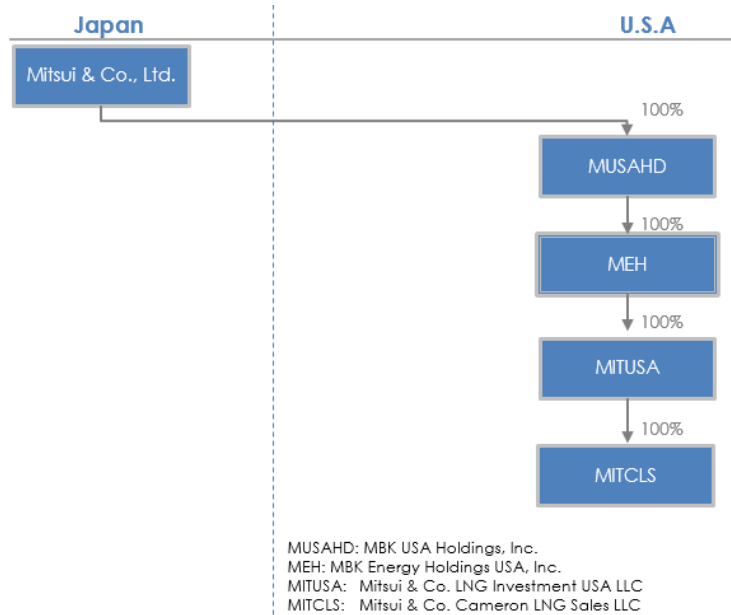 Japan
U.S.A
Mitsui & Co., Ltd.
100%
MUSAHD
100%
MEH
100%
MITUSA
100%
MITCLS
MUSAHD: MBK USA Holdings, Inc.
MEH: MBK Energy Holdings USA, Inc.
MITUSA: Mitsui & Co. LNG Investment USA LLC
MITCLS: Mitsui & Co. Cameron LNG Sales LLC